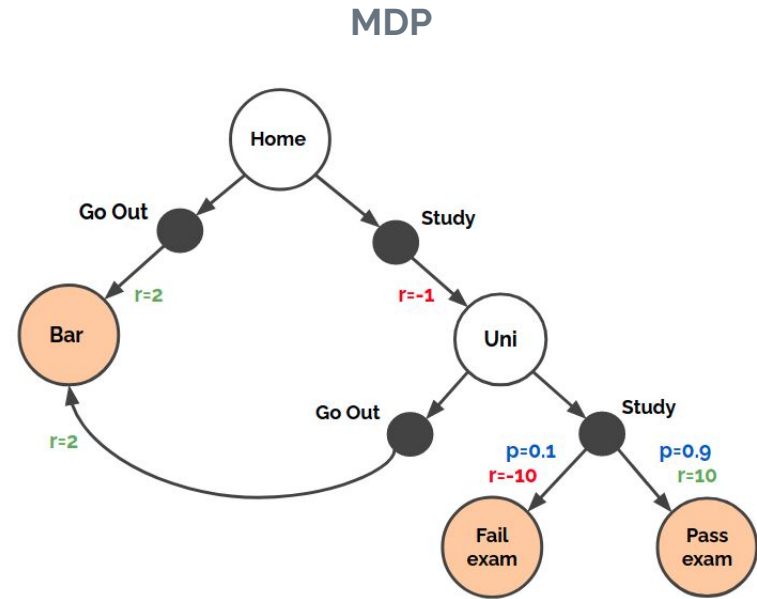 MDP
Home
Go Out
Study
r=2
r=-1
Bar
Uni
Go Out
Study
r=2
p=0.1
r=-10
p=0.9
r=10
Fail
exam
Pass
exam